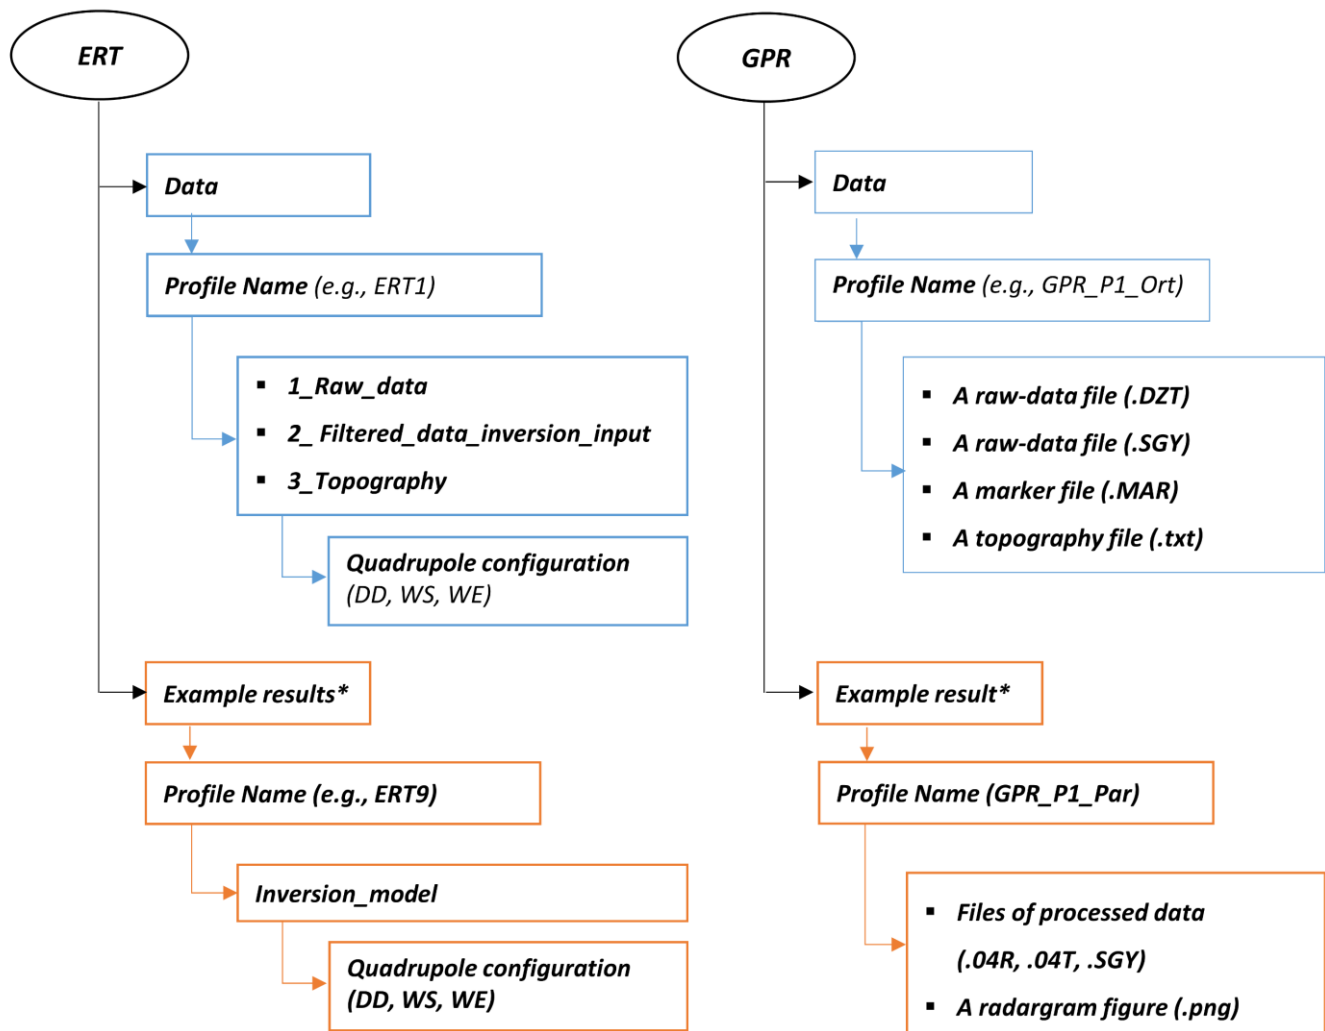 ERT
Data
Profile Name (e.g., ERT1)
▪ 1_Raw_data
▪ 2_ Filtered_data_inversion_input
▪ 3_Topography
Quadrupole configuration
(DD, WS, WE)
Example results*
Profile Name (e.g., ERT9)
Inversion_model
Quadrupole configuration
(DD, WS, WE)
GPR
Data
Profile Name (e.g., GPR_P1_Ort)
▪ A raw-data file (.DZT)
▪ A raw-data file (.SGY)
▪ A marker file (.MAR)
▪ A topography file (.txt)
Example result*
Profile Name (GPR_P1_Par)
▪ Files of processed data
(.04R, .04T, .SGY)
▪ A radargram figure (.png)